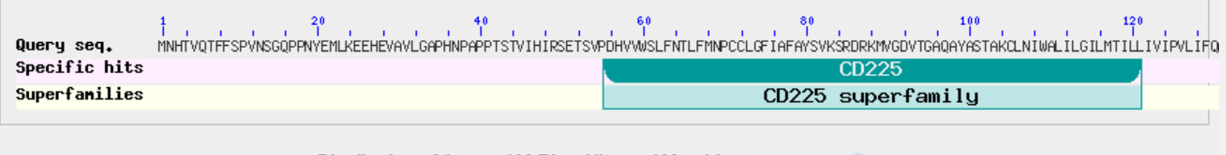 1 20 40 60 80 100 120
Query seq. MNHTVQTFFSPVNSGQPPNYEMLKEEHEVAVLGAPHNPAPPTSTVIHIRSETSVPDHVVWSLFNTLFMNPCCLGFIAFAYSVKSRDRKMVGDVTGAQAYASTAKCLNIWALILGILMTILLIVIPVLIFQ
Specific hits CD225
Superfamilies CD225 superfamily